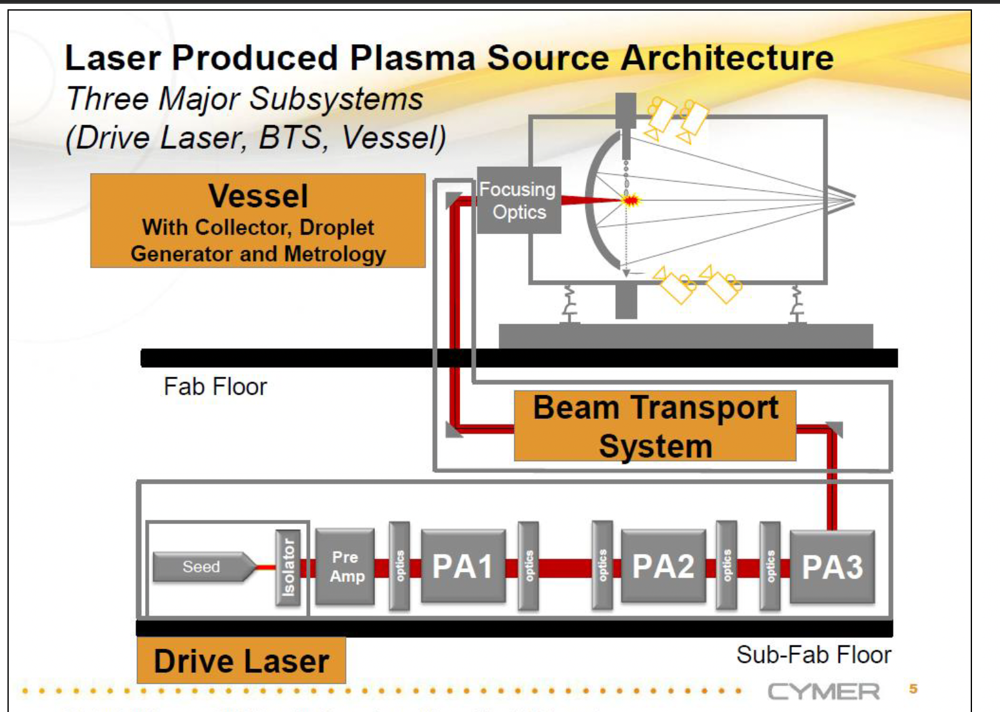 Laser Produced Plasma Source Architecture
Three Major Subsystems
(Drive Laser, BTS, Vessel)
Vessel
With Collector, Droplet
Generator and Metrology
Focusing
Optics
Fab Floor
Beam Transport
System
Seed
Isolator
Pre
Amp
optics
PA1
optics
optics
PA2
optics
optics
PA3
Drive Laser
Sub-Fab Floor
CYMER
5